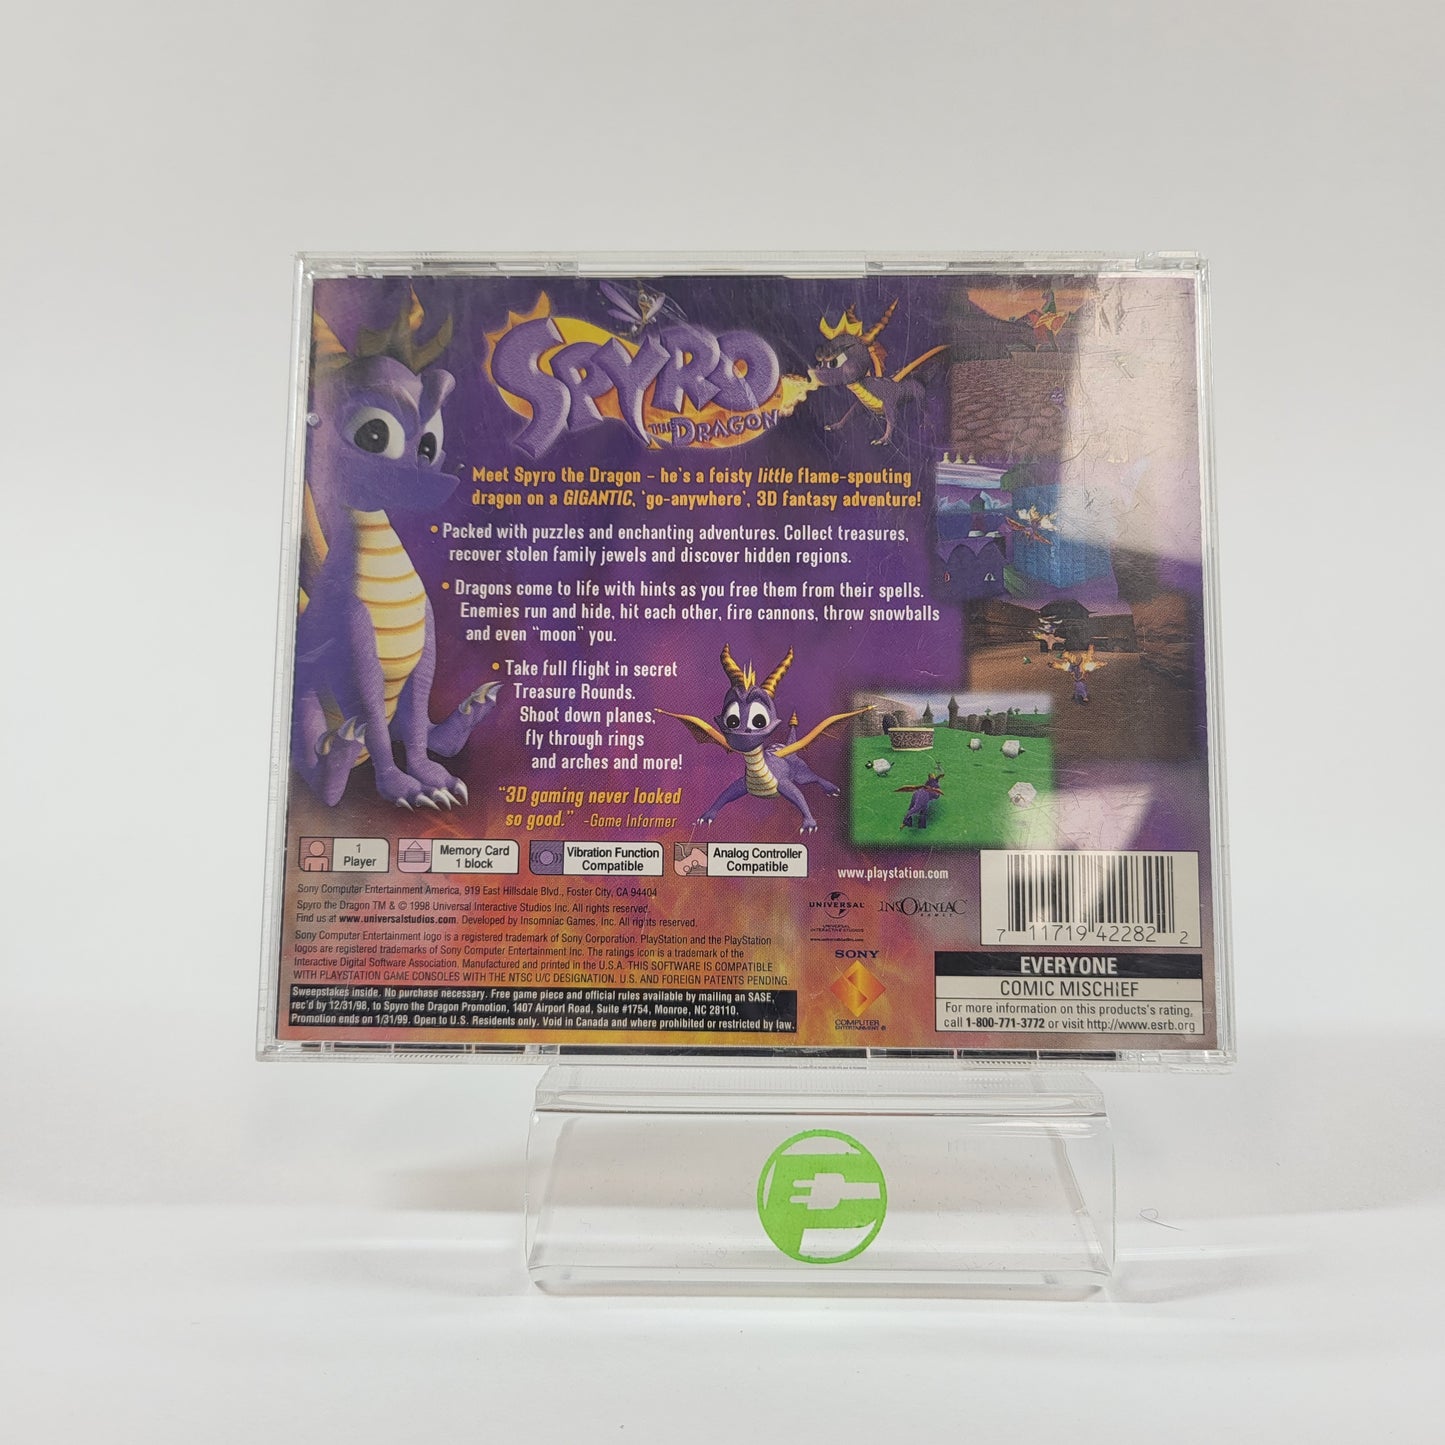 SPYRO
THE DRAGON
Meet Spyro the Dragon – he's a feisty little flame-spouting
dragon on a GIGANTIC, 'go-anywhere', 3D fantasy adventure!
• Packed with puzzles and enchanting adventures. Collect treasures,
recover stolen family jewels and discover hidden regions.
• Dragons come to life with hints as you free them from their spells.
Enemies run and hide, hit each other, fire cannons, throw snowballs
and even "moon" you.
• Take full flight in secret
Treasure Rounds.
Shoot down planes,
fly through rings
and arches and more!
"3D gaming never looked
so good." -Game Informer
1
Player
Memory Card
1 block
Vibration Function
Compatible
Analog Controller
Compatible
www.playstation.com
Sony Computer Entertainment America, 919 East Hillsdale Blvd., Foster City, CA 94404
Spyro the Dragon TM & © 1998 Universal Interactive Studios Inc. All rights reserved.
Find us at www.universalstudios.com. Developed by Insomniac Games, Inc. All rights reserved.
Sony Computer Entertainment logo is a registered trademark of Sony Corporation. PlayStation and the PlayStation
logos are registered trademarks of Sony Computer Entertainment Inc. The ratings icon is a trademark of the
Interactive Digital Software Association. Manufactured and printed in the U.S.A. THIS SOFTWARE IS COMPATIBLE
WITH PLAYSTATION GAME CONSOLES WITH THE NTSC U/C DESIGNATION. U.S. AND FOREIGN PATENTS PENDING.
Sweepstakes inside. No purchase necessary. Free game piece and official rules available by mailing an SASE,
rec'd by 12/31/98, to Spyro the Dragon Promotion, 1407 Airport Road, Suite #1754, Monroe, NC 28110.
Promotion ends on 1/31/99. Open to U.S. Residents only. Void in Canada and where prohibited or restricted by law.
UNIVERSAL
UNIVERSAL
INTERACTIVE STUDIOS
www.universalstudios.com
INSOMNIAC
GAMES
SONY
COMPUTER
ENTERTAINMENT ®
7 11719 42282 2
EVERYONE
COMIC MISCHIEF
For more information on this products's rating,
call 1-800-771-3772 or visit http://www.esrb.org